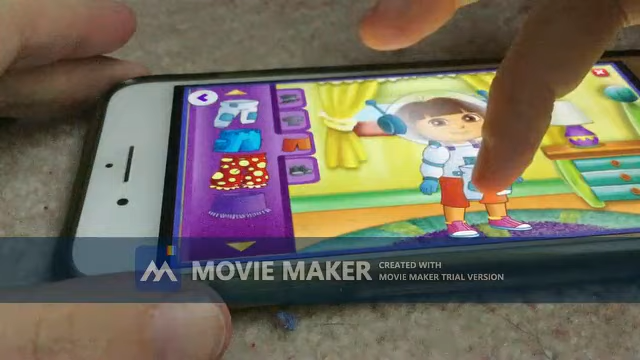 MOVIE MAKER
CREATED WITH
MOVIE MAKER TRIAL VERSION